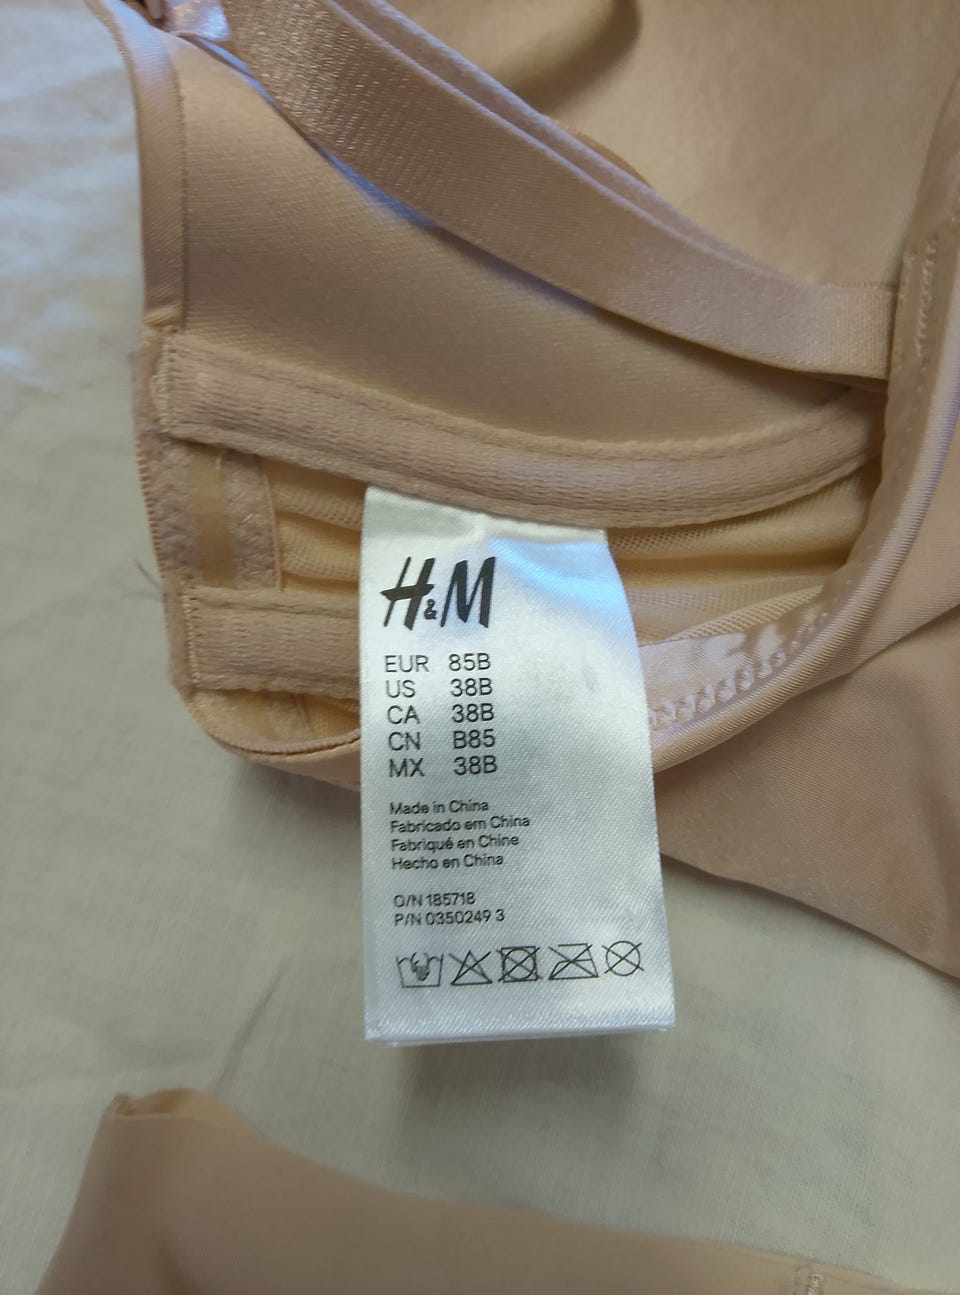 H&M
EUR 85B
US 38B
CA 38B
CN B85
MX 38B
Made in China
Fabricado em China
Fabriqué en Chine
Hecho en China
O/N 185718
P/N 0350249 3